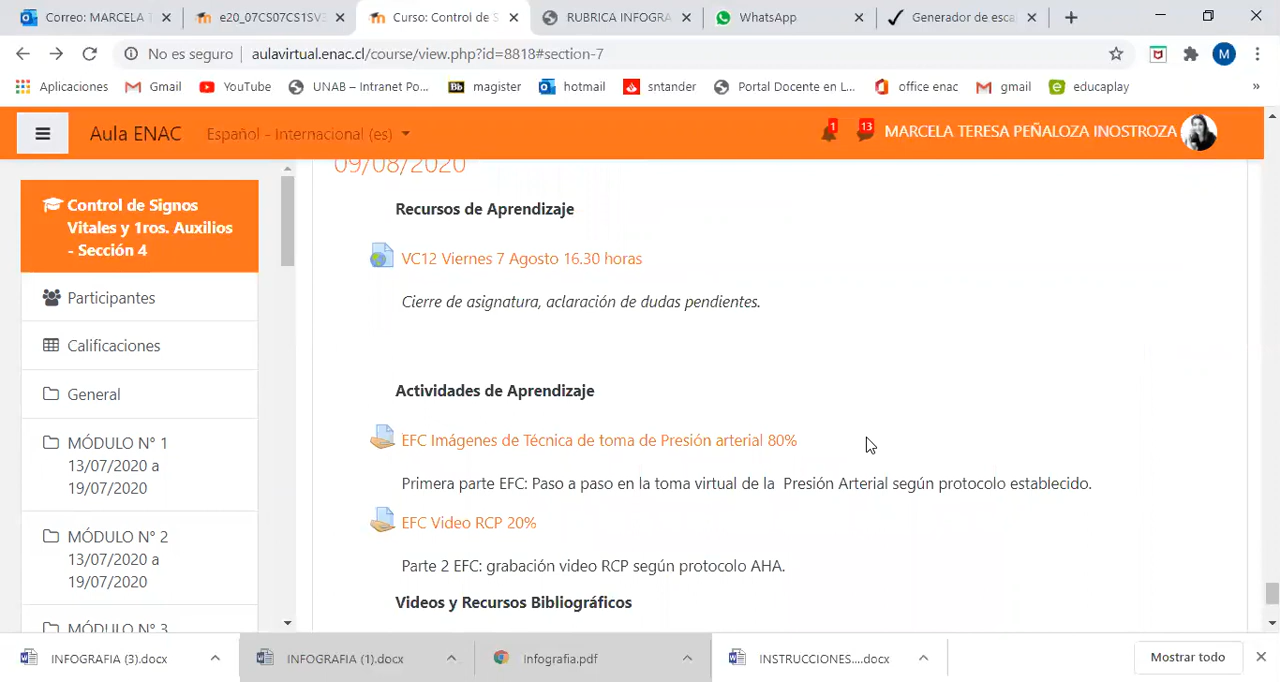 Correo: MARCELA T
e20_07CS07CS1SV3
Curso: Control de S
RUBRICA INFOGRA
WhatsApp
Generador de esca
No es seguro
aulavirtual.enac.cl/course/view.php?id=8818#section-7
M
Aplicaciones
Gmail
YouTube
UNAB – Intranet Po...
Bb magister
hotmail
sntander
Portal Docente en L...
office enac
gmail
educaplay
»
Aula ENAC
Español - Internacional (es)
1
13
MARCELA TERESA PEÑALOZA INOSTROZA
Control de Signos
Vitales y 1ros. Auxilios
- Sección 4
Participantes
Calificaciones
General
MÓDULO N° 1
13/07/2020 a
19/07/2020
MÓDULO N° 2
13/07/2020 a
19/07/2020
MÓDULO N° 3
09/08/2020
Recursos de Aprendizaje
VC12 Viernes 7 Agosto 16.30 horas
Cierre de asignatura, aclaración de dudas pendientes.
Actividades de Aprendizaje
EFC Imágenes de Técnica de toma de Presión arterial 80%
Primera parte EFC: Paso a paso en la toma virtual de la Presión Arterial según protocolo establecido.
EFC Video RCP 20%
Parte 2 EFC: grabación video RCP según protocolo AHA.
Videos y Recursos Bibliográficos
INFOGRAFIA (3).docx
INFOGRAFIA (1).docx
Infografia.pdf
INSTRUCCIONES....docx
Mostrar todo